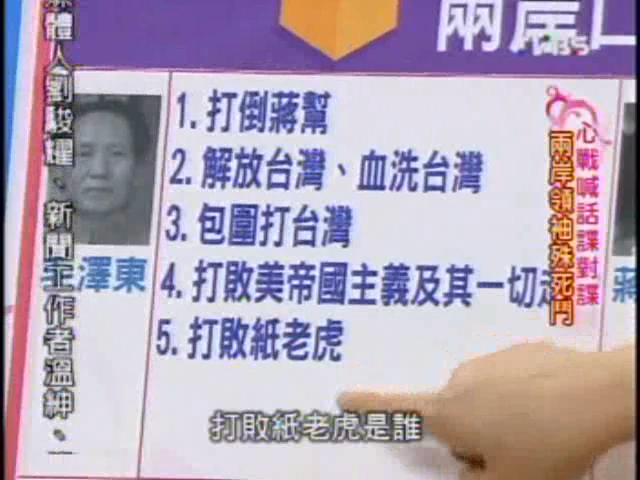 兩岸
1. 打倒蔣幫
2. 解放台灣、血洗台灣
3. 包圍打台灣
4. 打敗美帝國主義及其一切
5. 打敗紙老虎
澤東
蔣
體人劉駿耀、新聞工作者溫紳、
心戰喊話諜對諜
兩岸領袖殊死鬥
打敗紙老虎是誰